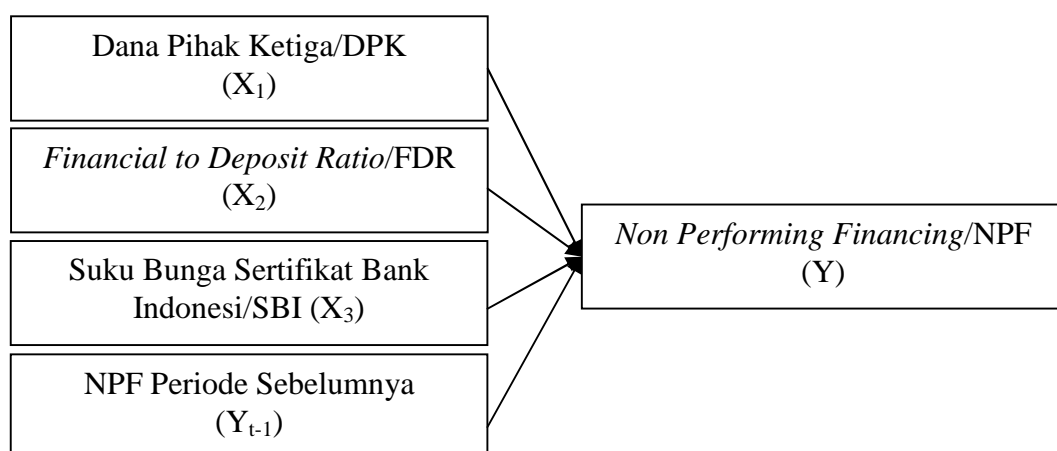 Dana Pihak Ketiga/DPK
(X₁)
Financial to Deposit Ratio/FDR
(X₂)
Suku Bunga Sertifikat Bank
Indonesi/SBI (X₃)
NPF Periode Sebelumnya
(Yₜ₋₁)
Non Performing Financing/NPF
(Y)